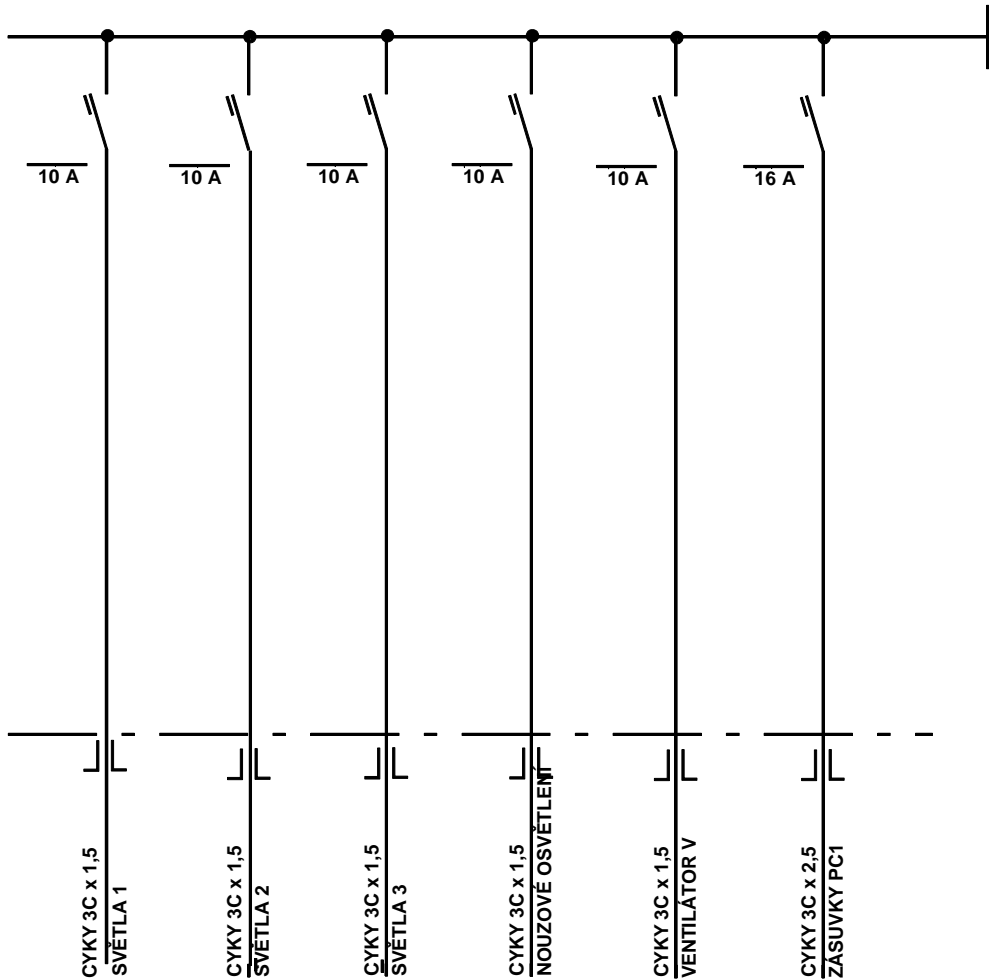 10 A
10 A
10 A
10 A
10 A
16 A
CYKY 3C x 1,5
SVĚTLA 1
CYKY 3C x 1,5
SVĚTLA 2
CYKY 3C x 1,5
SVĚTLA 3
CYKY 3C x 1,5
NOUZOVÉ OSVĚTLENÍ
CYKY 3C x 1,5
VENTILÁTOR V
CYKY 3C x 2,5
ZÁSUVKY PC1